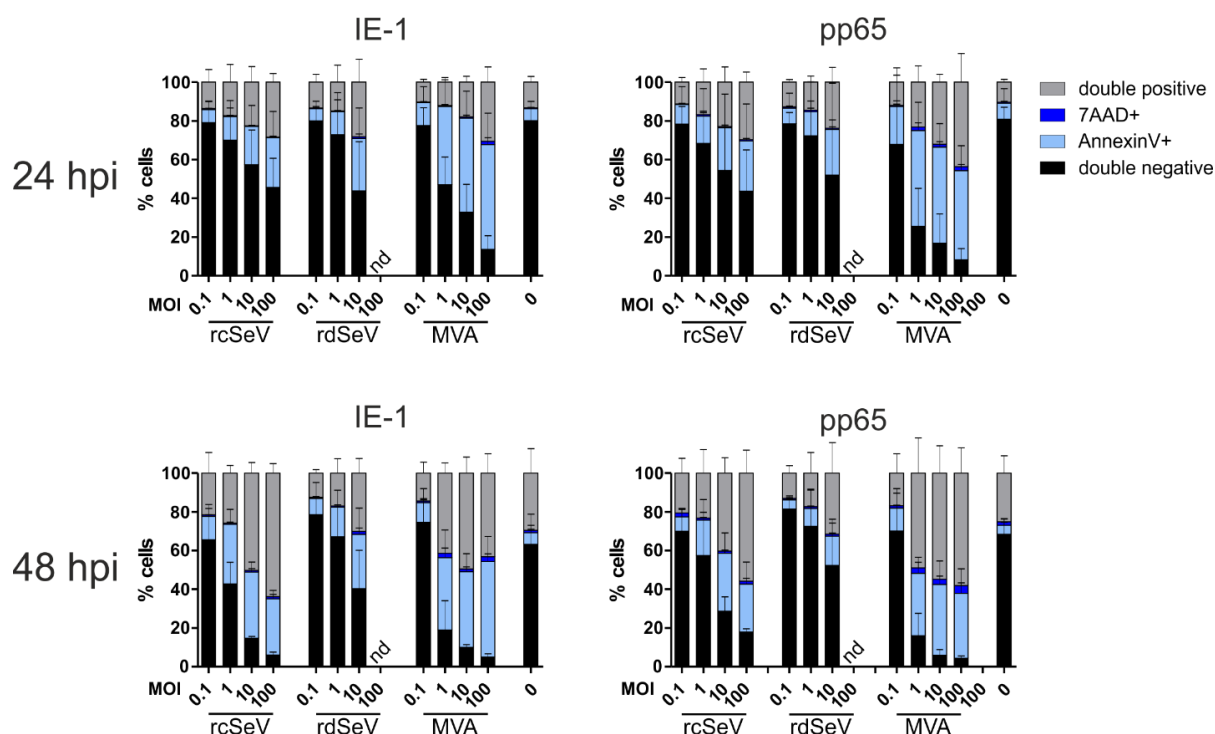 IE-1
pp65
24 hpi
% cells
100
80
60
40
20
0
nd
MOI 0.1 1 10 100 0.1 1 10 100 0.1 1 10 100 0
rcSeV rdSeV MVA
% cells
100
80
60
40
20
0
nd
MOI 0.1 1 10 100 0.1 1 10 100 0.1 1 10 100 0
rcSeV rdSeV MVA
double positive
7AAD+
AnnexinV+
double negative
IE-1
pp65
48 hpi
% cells
100
80
60
40
20
0
nd
MOI 0.1 1 10 100 0.1 1 10 100 0.1 1 10 100 0
rcSeV rdSeV MVA
% cells
100
80
60
40
20
0
nd
MOI 0.1 1 10 100 0.1 1 10 100 0.1 1 10 100 0
rcSeV rdSeV MVA